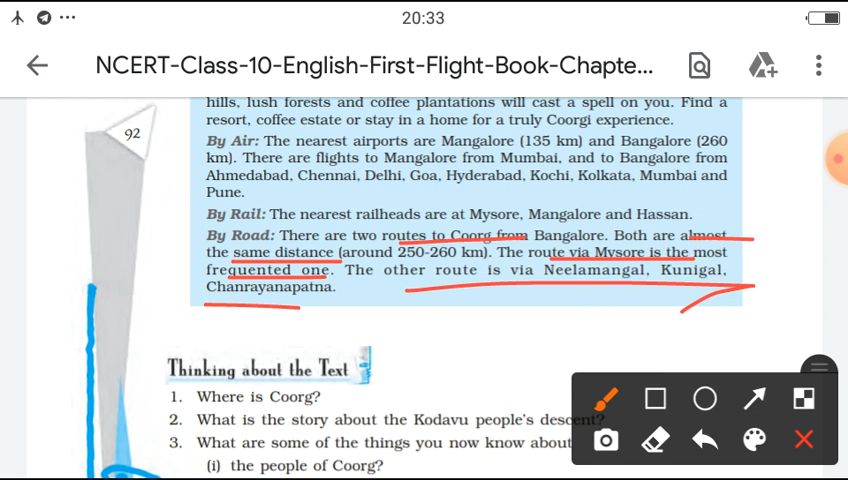 20:33
NCERT-Class-10-English-First-Flight-Book-Chapte...
hills, lush forests and coffee plantations will cast a spell on you. Find a
resort, coffee estate or stay in a home for a truly Coorgi experience.
92
By Air: The nearest airports are Mangalore (135 km) and Bangalore (260
km). There are flights to Mangalore from Mumbai, and to Bangalore from
Ahmedabad, Chennai, Delhi, Goa, Hyderabad, Kochi, Kolkata, Mumbai and
Pune.
By Rail: The nearest railheads are at Mysore, Mangalore and Hassan.
By Road: There are two routes to Coorg from Bangalore. Both are almost
the same distance (around 250-260 km). The route via Mysore is the most
frequented one. The other route is via Neelamangal, Kunigal,
Chanrayanapatna.
Thinking about the Text
1. Where is Coorg?
2. What is the story about the Kodavu people's descent?
3. What are some of the things you now know about
(i) the people of Coorg?